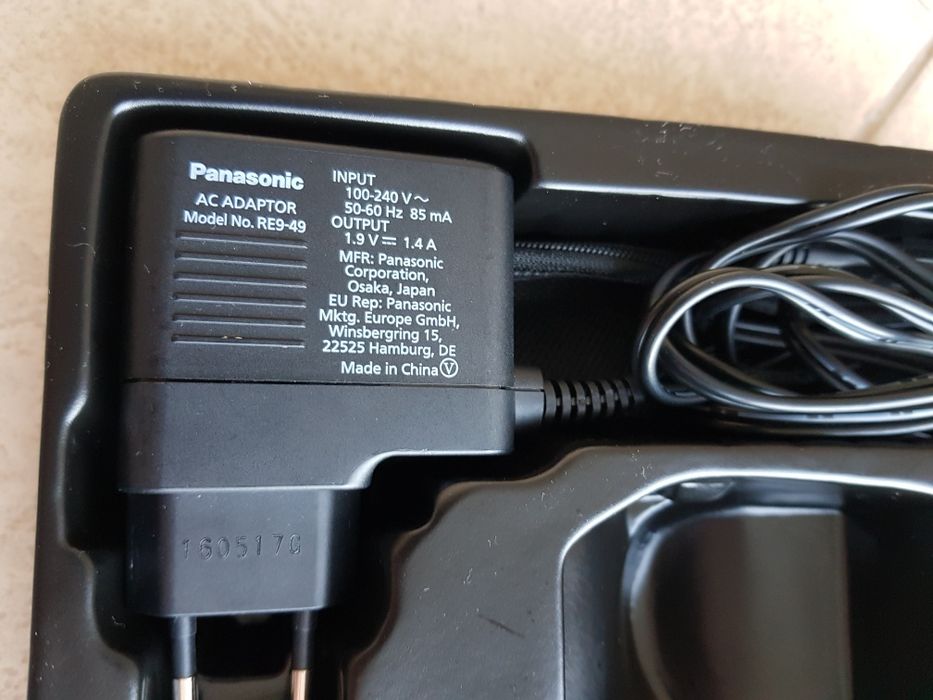 Panasonic
AC ADAPTOR
Model No. RE9-49
INPUT
100-240 V~
50-60 Hz 85 mA
OUTPUT
1.9 V⎓ 1.4 A
MFR: Panasonic
Corporation,
Osaka, Japan
EU Rep: Panasonic
Mktg. Europe GmbH,
Winsbergring 15,
22525 Hamburg, DE
Made in China Ⓥ
160517G